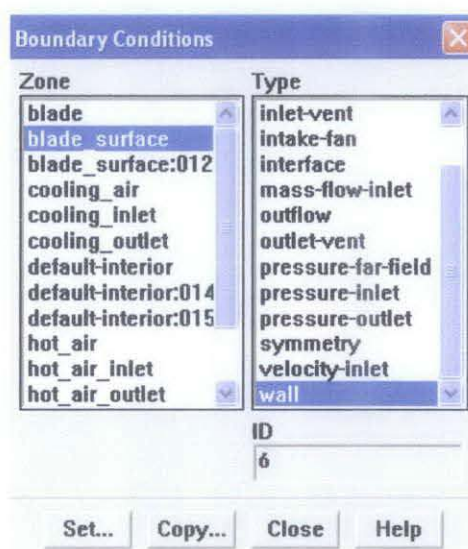 Boundary Conditions
Zone
blade
blade_surface
blade_surface:012
cooling_air
cooling_inlet
cooling_outlet
default-interior
default-interior:014
default-interior:015
hot_air
hot_air_inlet
hot_air_outlet
Type
inlet-vent
intake-fan
interface
mass-flow-inlet
outflow
outlet-vent
pressure-far-field
pressure-inlet
pressure-outlet
symmetry
velocity-inlet
wall
ID
6
Set...
Copy...
Close
Help